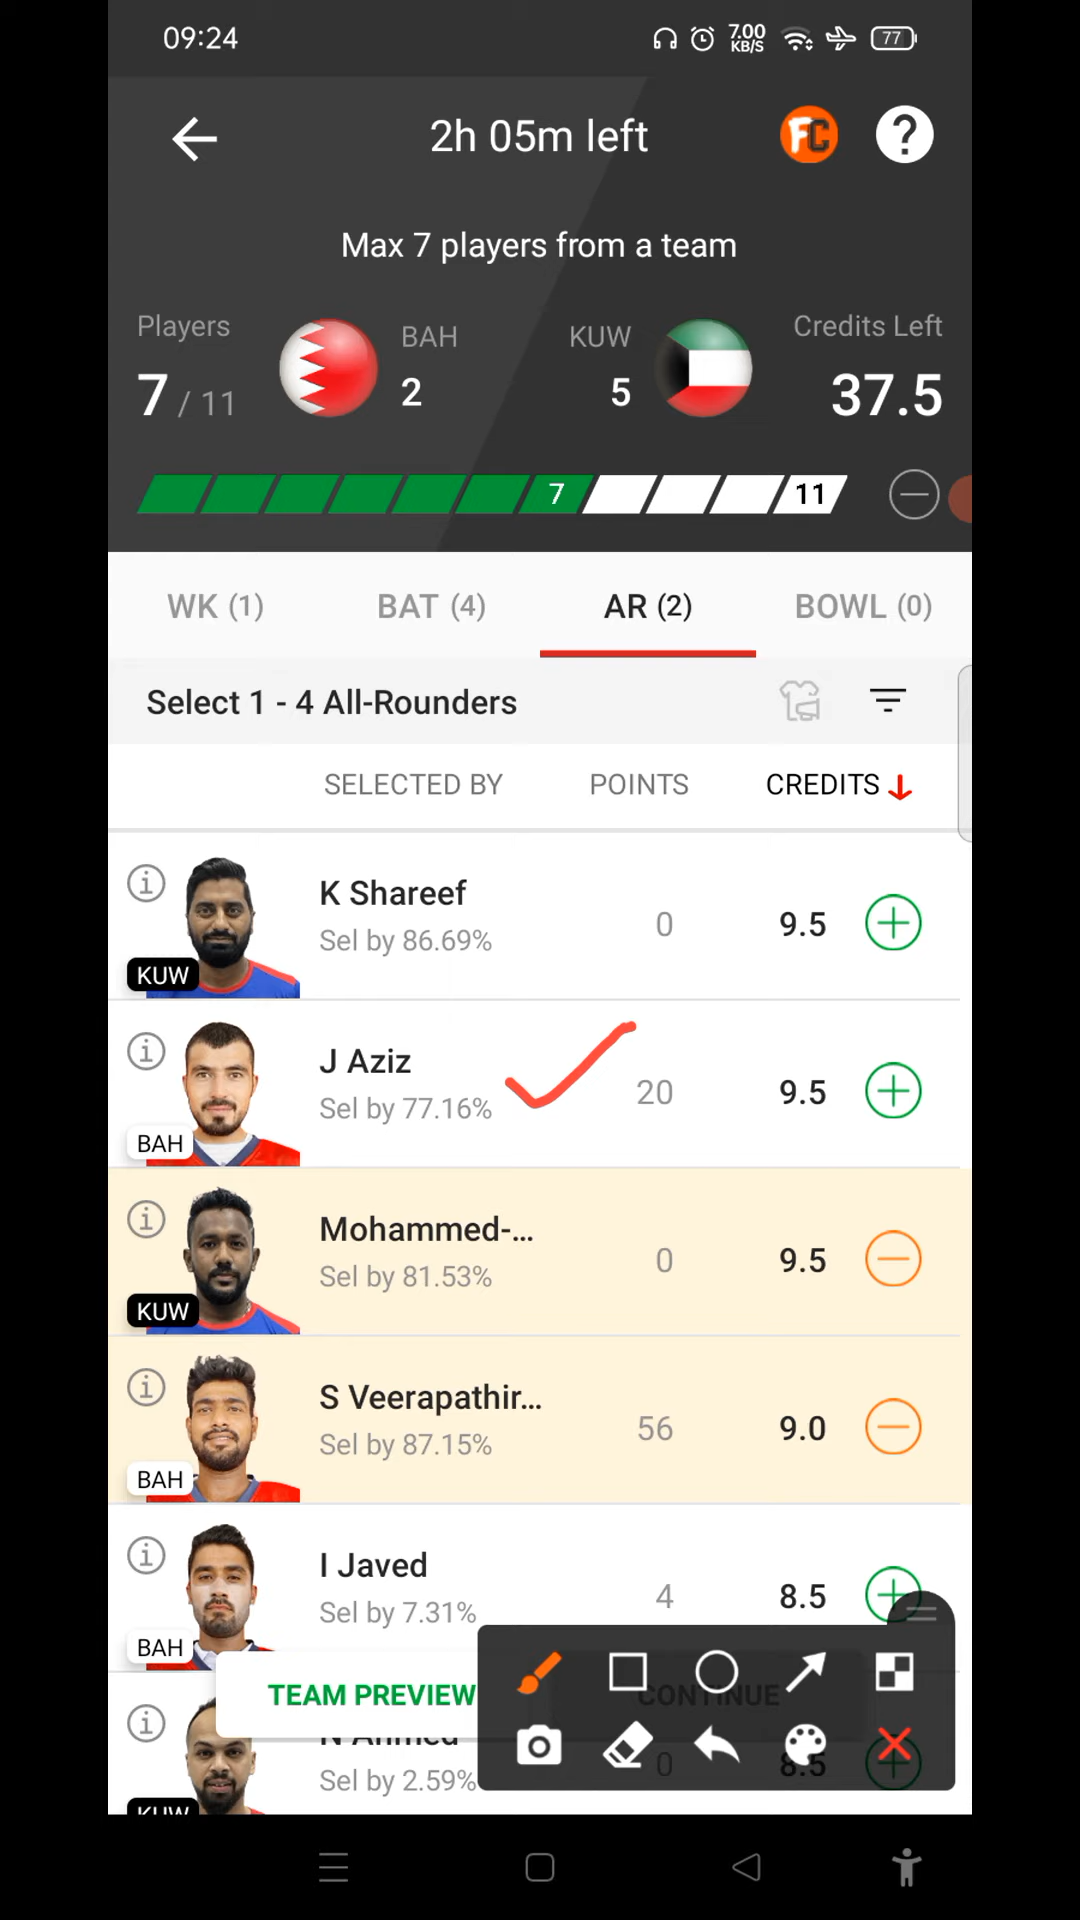 09:24
7.00
KB/S
77
2h 05m left
FC
?
Max 7 players from a team
Players
7 / 11
BAH
2
KUW
5
Credits Left
37.5
7
11
WK (1)
BAT (4)
AR (2)
BOWL (0)
Select 1 - 4 All-Rounders
SELECTED BY
POINTS
CREDITS
K Shareef
Sel by 86.69%
0
9.5
KUW
J Aziz
Sel by 77.16%
20
9.5
BAH
Mohammed-...
Sel by 81.53%
0
9.5
KUW
S Veerapathir...
Sel by 87.15%
56
9.0
BAH
I Javed
Sel by 7.31%
4
8.5
BAH
TEAM PREVIEW
CONTINUE
N Ahmed
Sel by 2.59%
0
8.5
KUW